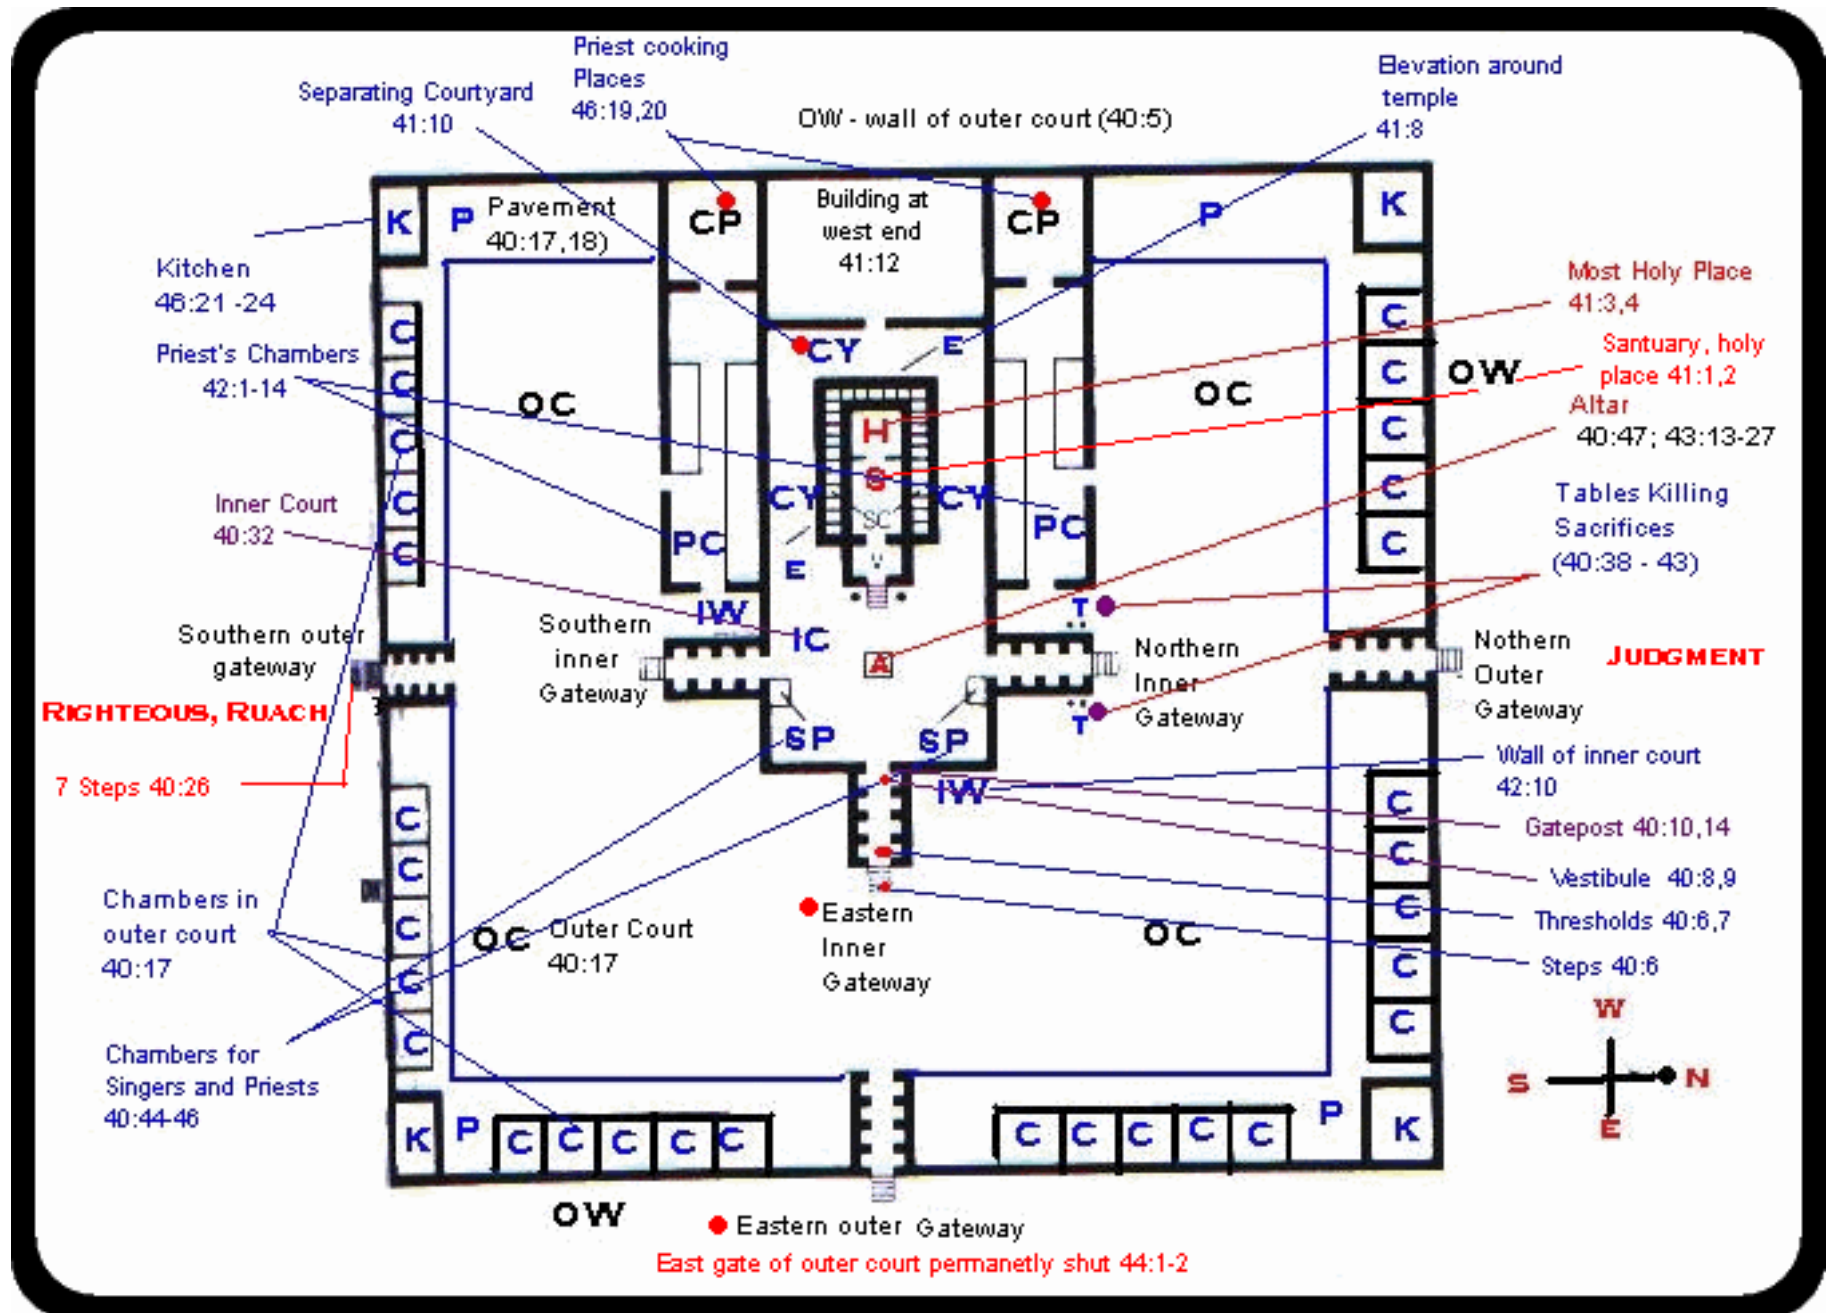 Priest cooking
Places
46:19,20
Separating Courtyard
41:10
OW - wall of outer court (40:5)
Elevation around
temple
41:8
K
P
Pavement
40:17,18)
CP
Building at
west end
41:12
CP
P
K
Kitchen
46:21 -24
Most Holy Place
41:3,4
Priest's Chambers
42:1-14
Santuary, holy
place 41:1,2
Altar
40:47; 43:13-27
C
C
C
C
C
CY
E
C
C
C
C
C
OW
OC
OC
H
S
CY
CY
SC
V
E
PC
PC
Inner Court
40:32
Tables Killing
Sacrifices
(40:38 - 43)
IW
IC
T
Southern outer
gateway
Southern
inner
Gateway
A
Northern
Inner
Gateway
Nothern
Outer
Gateway
JUDGMENT
RIGHTEOUS, RUACH
T
SP
SP
7 Steps 40:26
IW
Wall of inner court
42:10
Gatepost 40:10,14
Vestibule 40:8,9
Thresholds 40:6,7
Steps 40:6
C
C
C
C
C
C
C
C
C
C
Chambers in
outer court
40:17
OC
Outer Court
40:17
Eastern
Inner
Gateway
OC
Chambers for
Singers and Priests
40:44-46
W
S
N
E
K
P
C
C
C
C
C
C
C
C
C
C
P
K
OW
Eastern outer Gateway
East gate of outer court permanetly shut 44:1-2